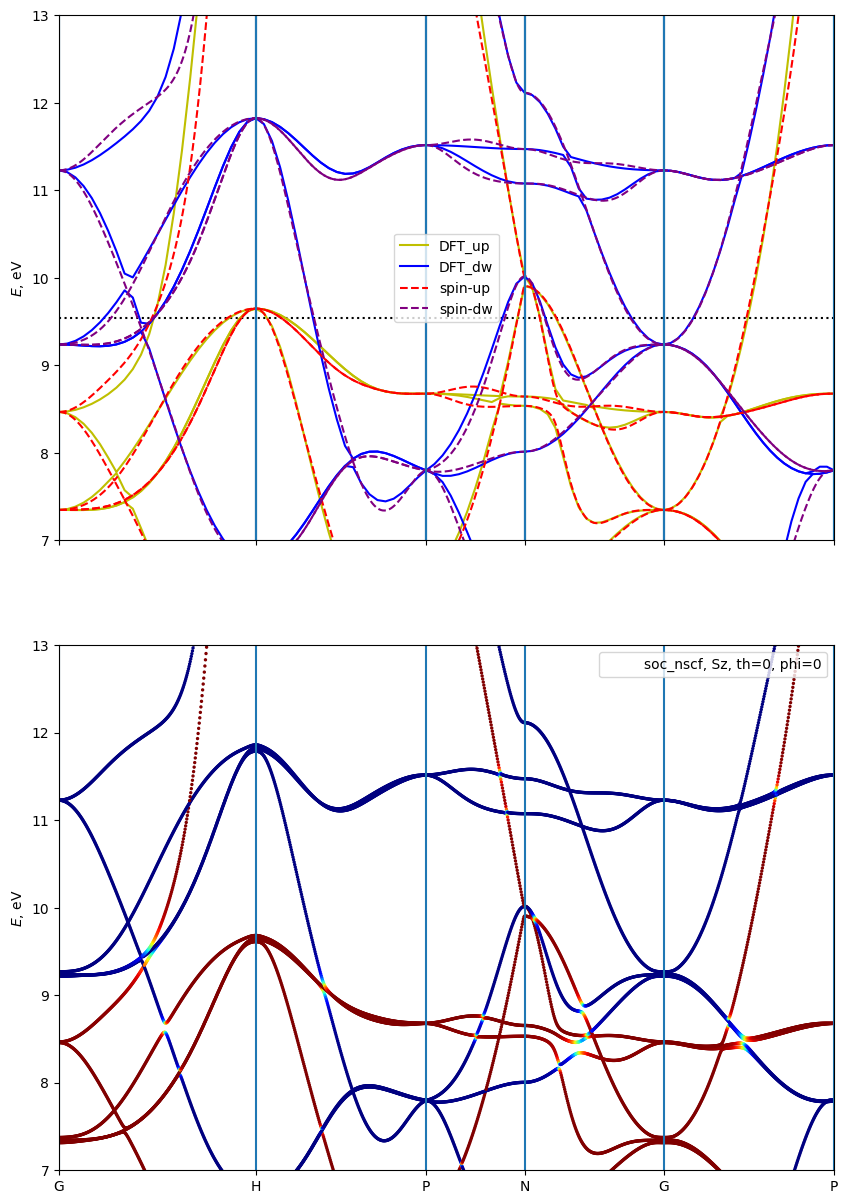 13
12
11
10
9
8
7
E, eV
DFT_up
DFT_dw
spin-up
spin-dw
13
12
11
10
9
8
7
E, eV
soc_nscf, Sz, th=0, phi=0
G H P N G P